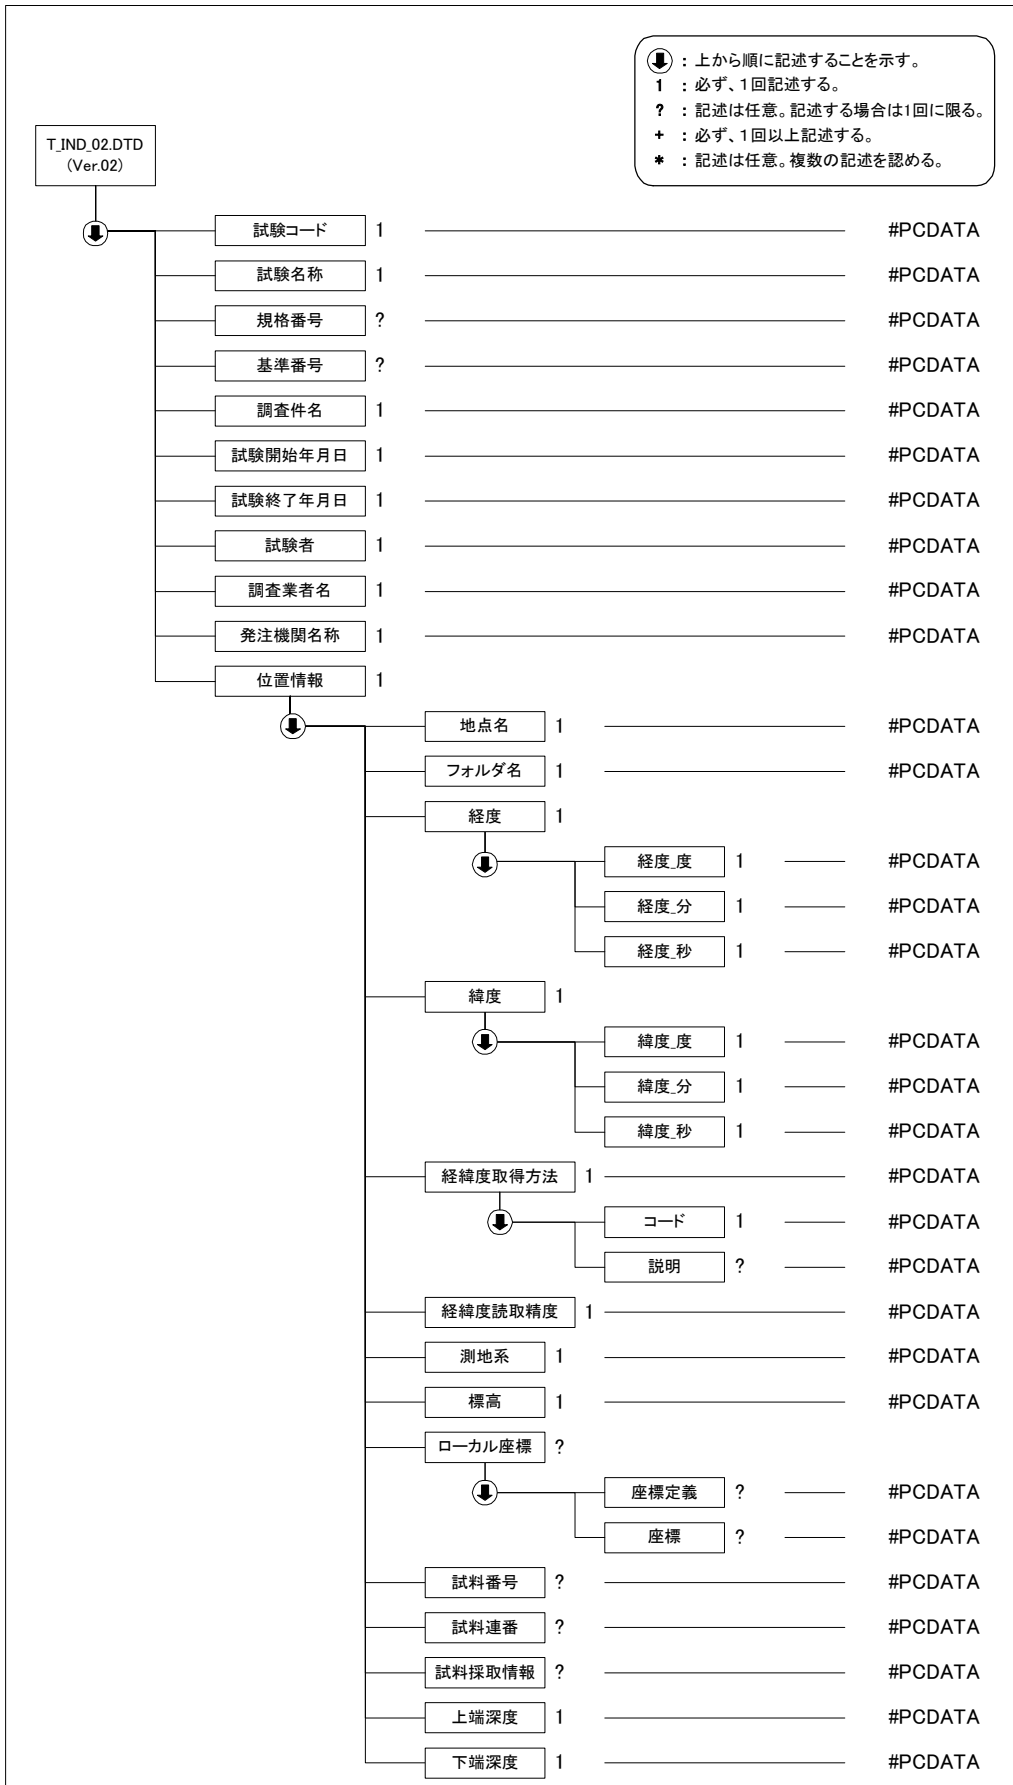 ⬇ : 上から順に記述することを示す。
1 : 必ず、1回記述する。
? : 記述は任意。記述する場合は1回に限る。
+ : 必ず、1回以上記述する。
* : 記述は任意。複数の記述を認める。
T_IND_02.DTD
(Ver.02)
試験コード 1 #PCDATA
試験名称 1 #PCDATA
規格番号 ? #PCDATA
基準番号 ? #PCDATA
調査件名 1 #PCDATA
試験開始年月日 1 #PCDATA
試験終了年月日 1 #PCDATA
試験者 1 #PCDATA
調査業者名 1 #PCDATA
発注機関名称 1 #PCDATA
位置情報 1
地点名 1 #PCDATA
フォルダ名 1 #PCDATA
経度 1
経度_度 1 #PCDATA
経度_分 1 #PCDATA
経度_秒 1 #PCDATA
緯度 1
緯度_度 1 #PCDATA
緯度_分 1 #PCDATA
緯度_秒 1 #PCDATA
経緯度取得方法 1 #PCDATA
コード 1 #PCDATA
説明 ? #PCDATA
経緯度読取精度 1 #PCDATA
測地系 1 #PCDATA
標高 1 #PCDATA
ローカル座標 ?
座標定義 ? #PCDATA
座標 ? #PCDATA
試料番号 ? #PCDATA
試料連番 ? #PCDATA
試料採取情報 ? #PCDATA
上端深度 1 #PCDATA
下端深度 1 #PCDATA